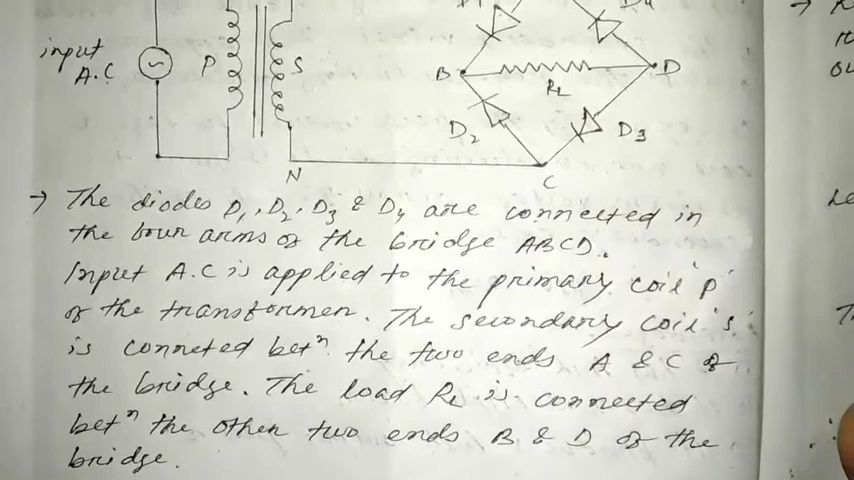 input
A.C
P
S
B
D
RL
D2
D3
N
C
→ The diodes D1, D2, D3 & D4 are connected in
the four arms of the bridge ABCD.
Input A.C is applied to the primary coil 'P'
of the transformer. The secondary coil 's'
is conneted betⁿ the two ends A & C of
the bridge. The load RL is connected
betⁿ the other two ends B & D of the
bridge.